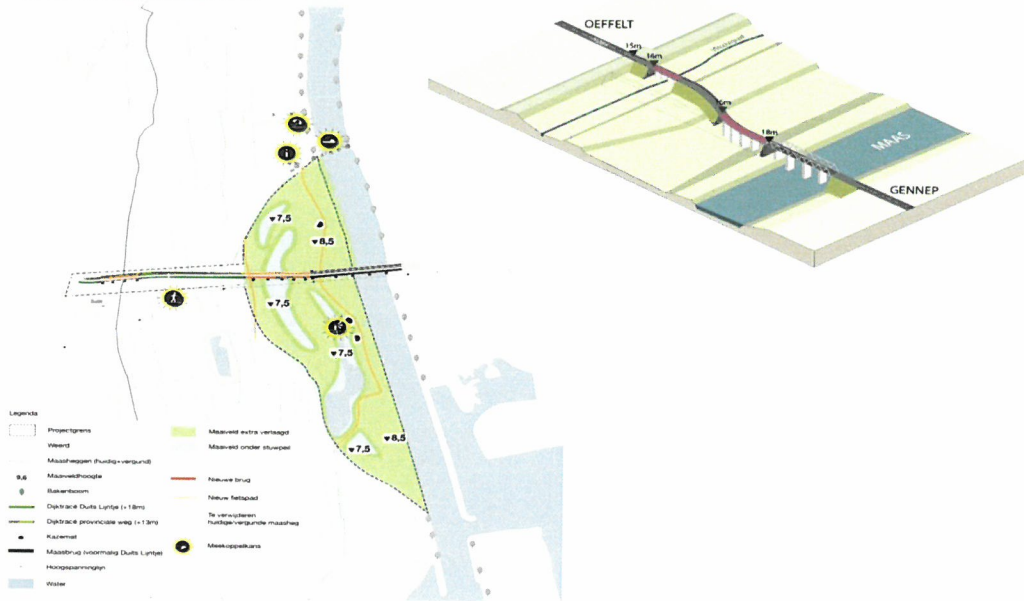 OEFFELT
15m
16m
16m
18m
MAAS
GENNEP
▼7,5
▼8,5
▼7,5
▼7,5
▼8,5
▼7,5
Legenda
Projectgrens
Weerd
Maasheggen (huidig+vergund)
9,6 Maaiveldhoogte
Bakenboom
Dijktracé Duits Lijntje (+18m)
Dijktracé provinciale weg (+13m)
Kazemat
Maasbrug (voormalig Duits Lijntje)
Hoogspanningslijn
Water
Maaiveld extra verlaagd
Maaiveld onder stuwpeil
Nieuwe brug
Nieuw fietspad
Te verwijderen
huidige/vergunde maasheg
Meekoppelkans